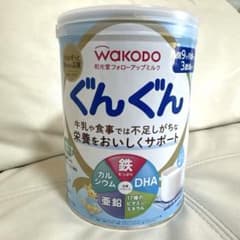 wakodo
和光堂フォローアップミルク
ぐんぐん
牛乳や食事では不足しがちな
栄養をおいしくサポート
鉄
カルシウム
DHA
亜鉛